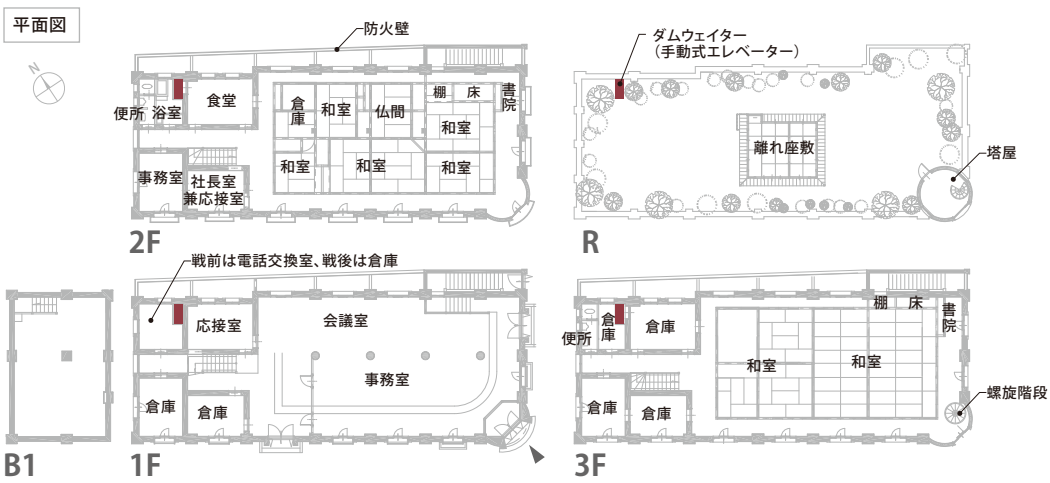 平面図
N
防火壁
便所
浴室
食堂
倉庫
和室
仏間
棚
床
書院
和室
事務室
社長室
兼応接室
和室
和室
和室
2F
ダムウェイター
（手動式エレベーター）
離れ座敷
塔屋
R
戦前は電話交換室、戦後は倉庫
応接室
会議室
事務室
倉庫
倉庫
B1
1F
便所
倉庫
倉庫
棚
床
書院
和室
和室
倉庫
倉庫
螺旋階段
3F